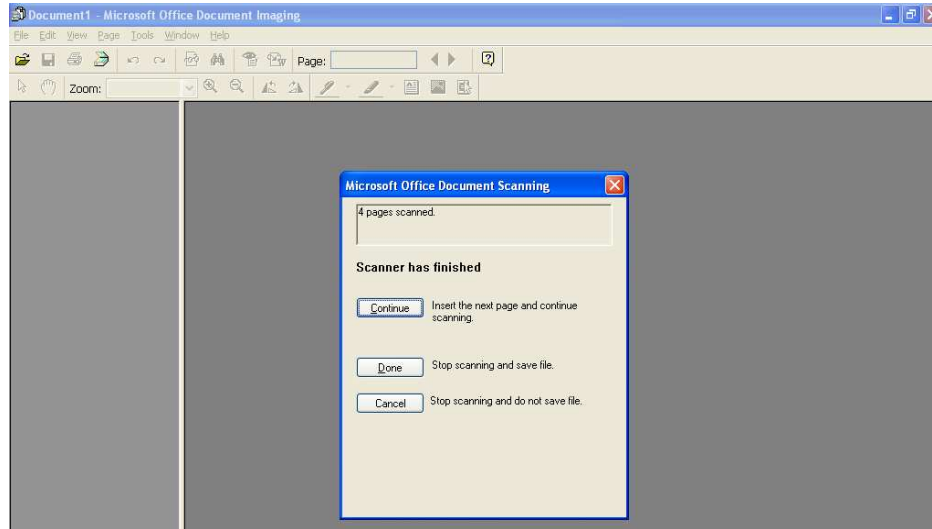 Document1 - Microsoft Office Document Imaging
File Edit View Page Tools Window Help
Page:
Zoom:
Microsoft Office Document Scanning
4 pages scanned.
Scanner has finished
Continue
Insert the next page and continue
scanning.
Done
Stop scanning and save file.
Cancel
Stop scanning and do not save file.